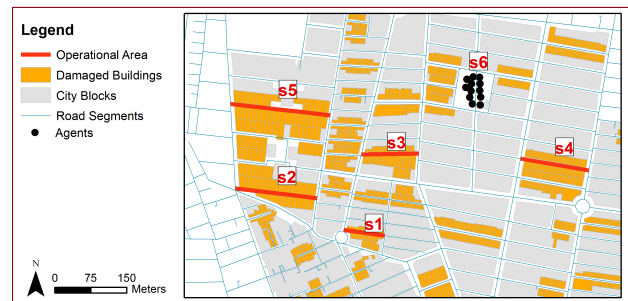 Legend
Operational Area
Damaged Buildings
City Blocks
Road Segments
Agents
N
0 75 150
Meters
s6
s5
s3
s4
s2
s1